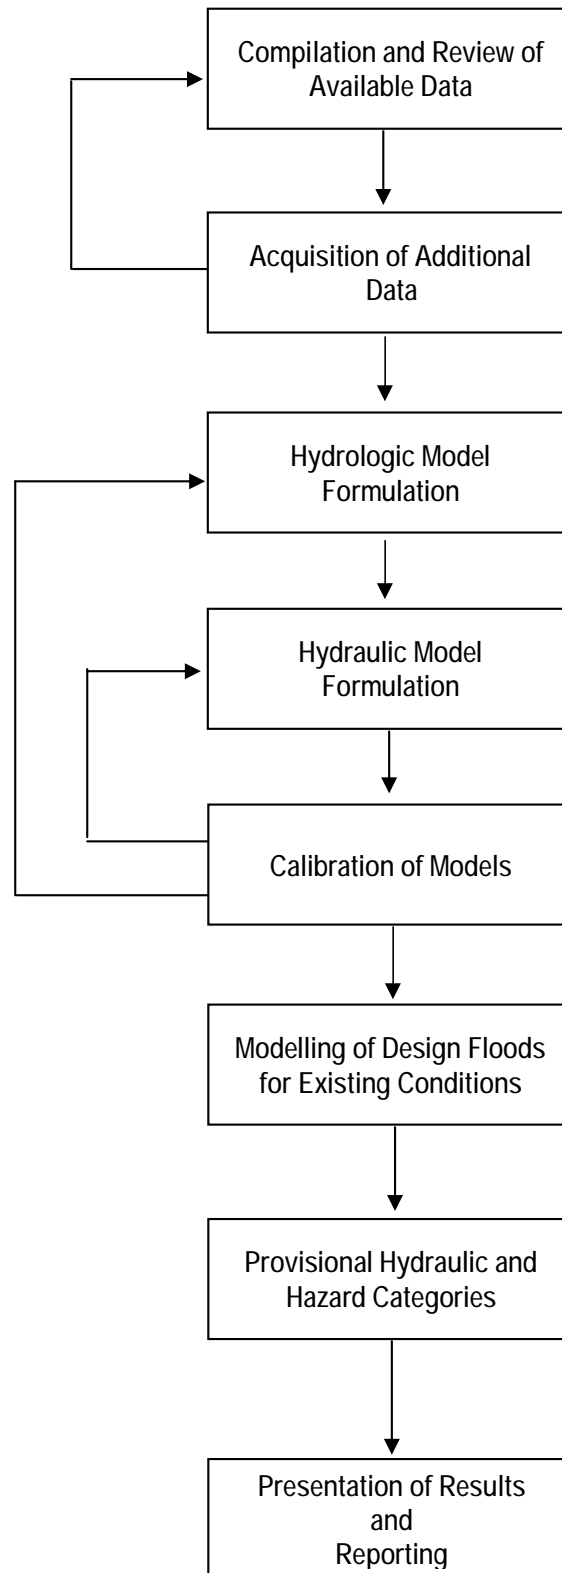 Compilation and Review of
Available Data
Acquisition of Additional
Data
Hydrologic Model
Formulation
Hydraulic Model
Formulation
Calibration of Models
Modelling of Design Floods
for Existing Conditions
Provisional Hydraulic and
Hazard Categories
Presentation of Results
and
Reporting